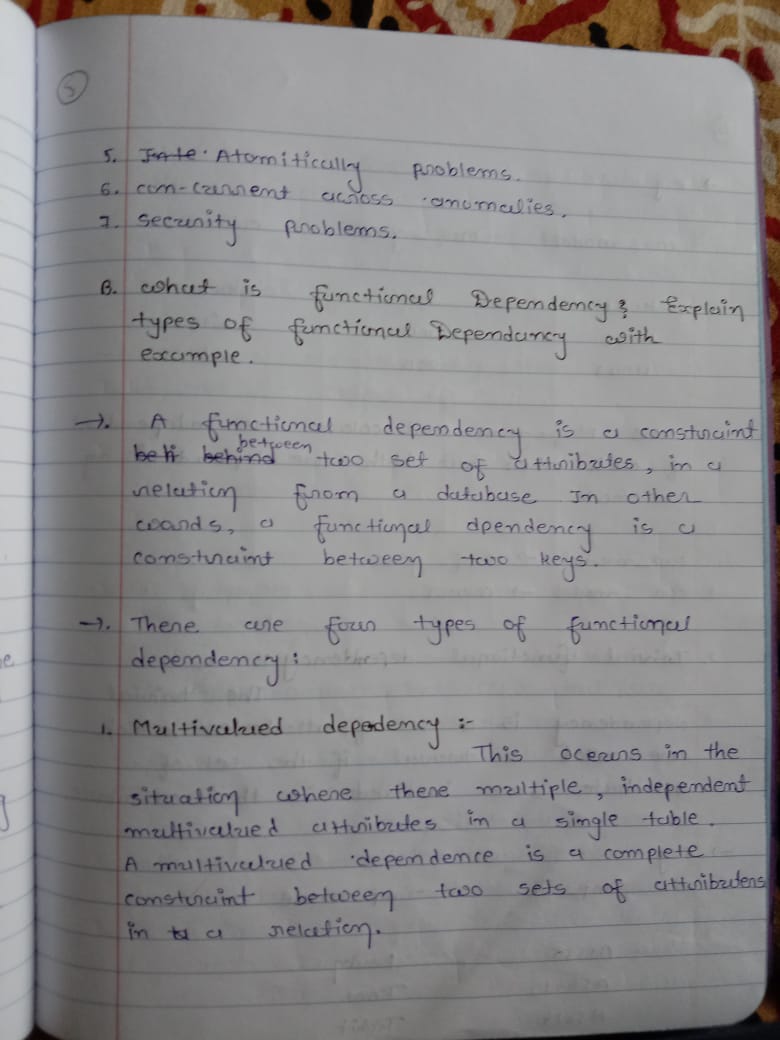 5
5. Inte. Atomitically problems.
6. con-current across anomalies.
7. Security problems.
B. what is functional Dependency? Explain
types of functional Dependancy with
example.
→. A functional dependency is a constraint
beh behind between two set of attributes, in a
relation from a database In other
words, a functional dpendency is a
constraint between two keys.
→. There are four types of functional
dependency:
1. Multivalued depedency :-
This occurs in the
situation where there multiple, independent
multivalued attributes in a single table.
A multivalued dependence is a complete
constraint between two sets of attributens
in a relation.